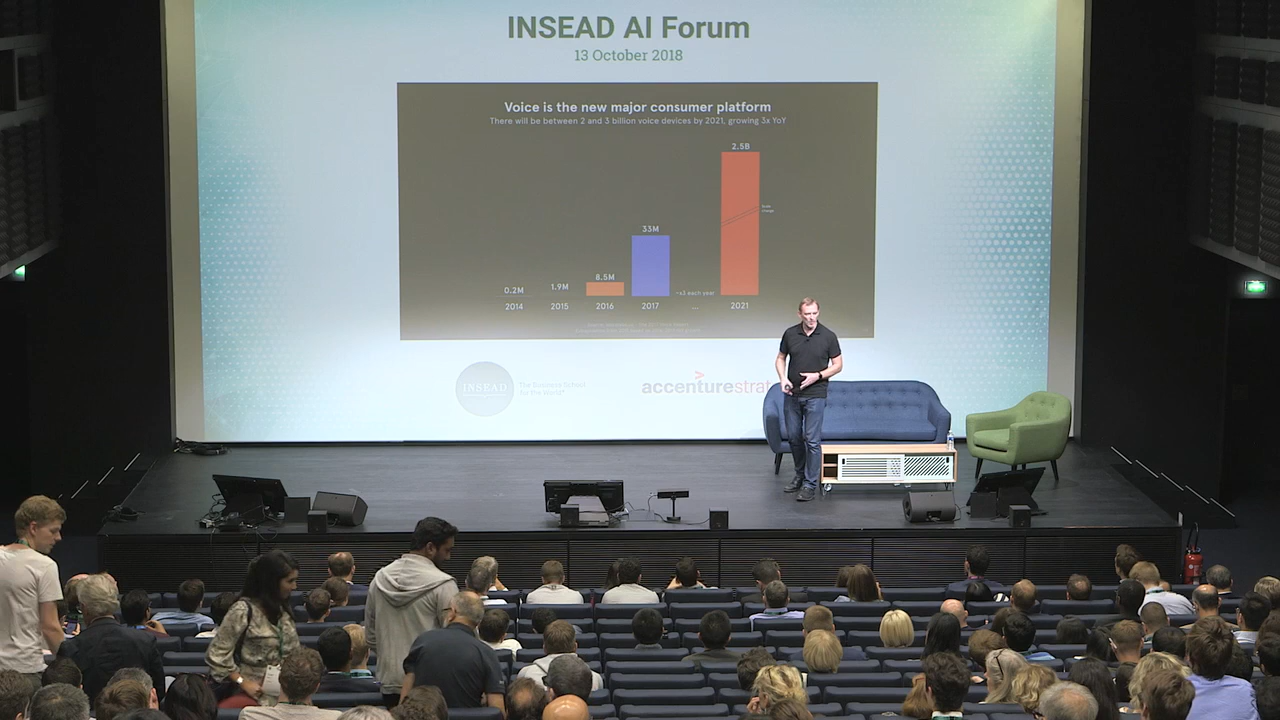 INSEAD AI Forum
13 October 2018
Voice is the new major consumer platform
There will be between 2 and 3 billion voice devices by 2021, growing 3x YoY
2.5B
Scale
change
33M
8.5M
1.9M
0.2M
~x3 each year
2014 2015 2016 2017 ... 2021
INSEAD
The Business School
for the World
accenturestrat